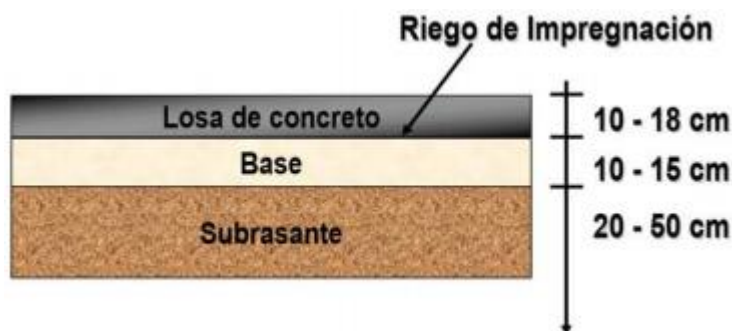 Riego de Impregnación
Losa de concreto
10 - 18 cm
Base
10 - 15 cm
Subrasante
20 - 50 cm